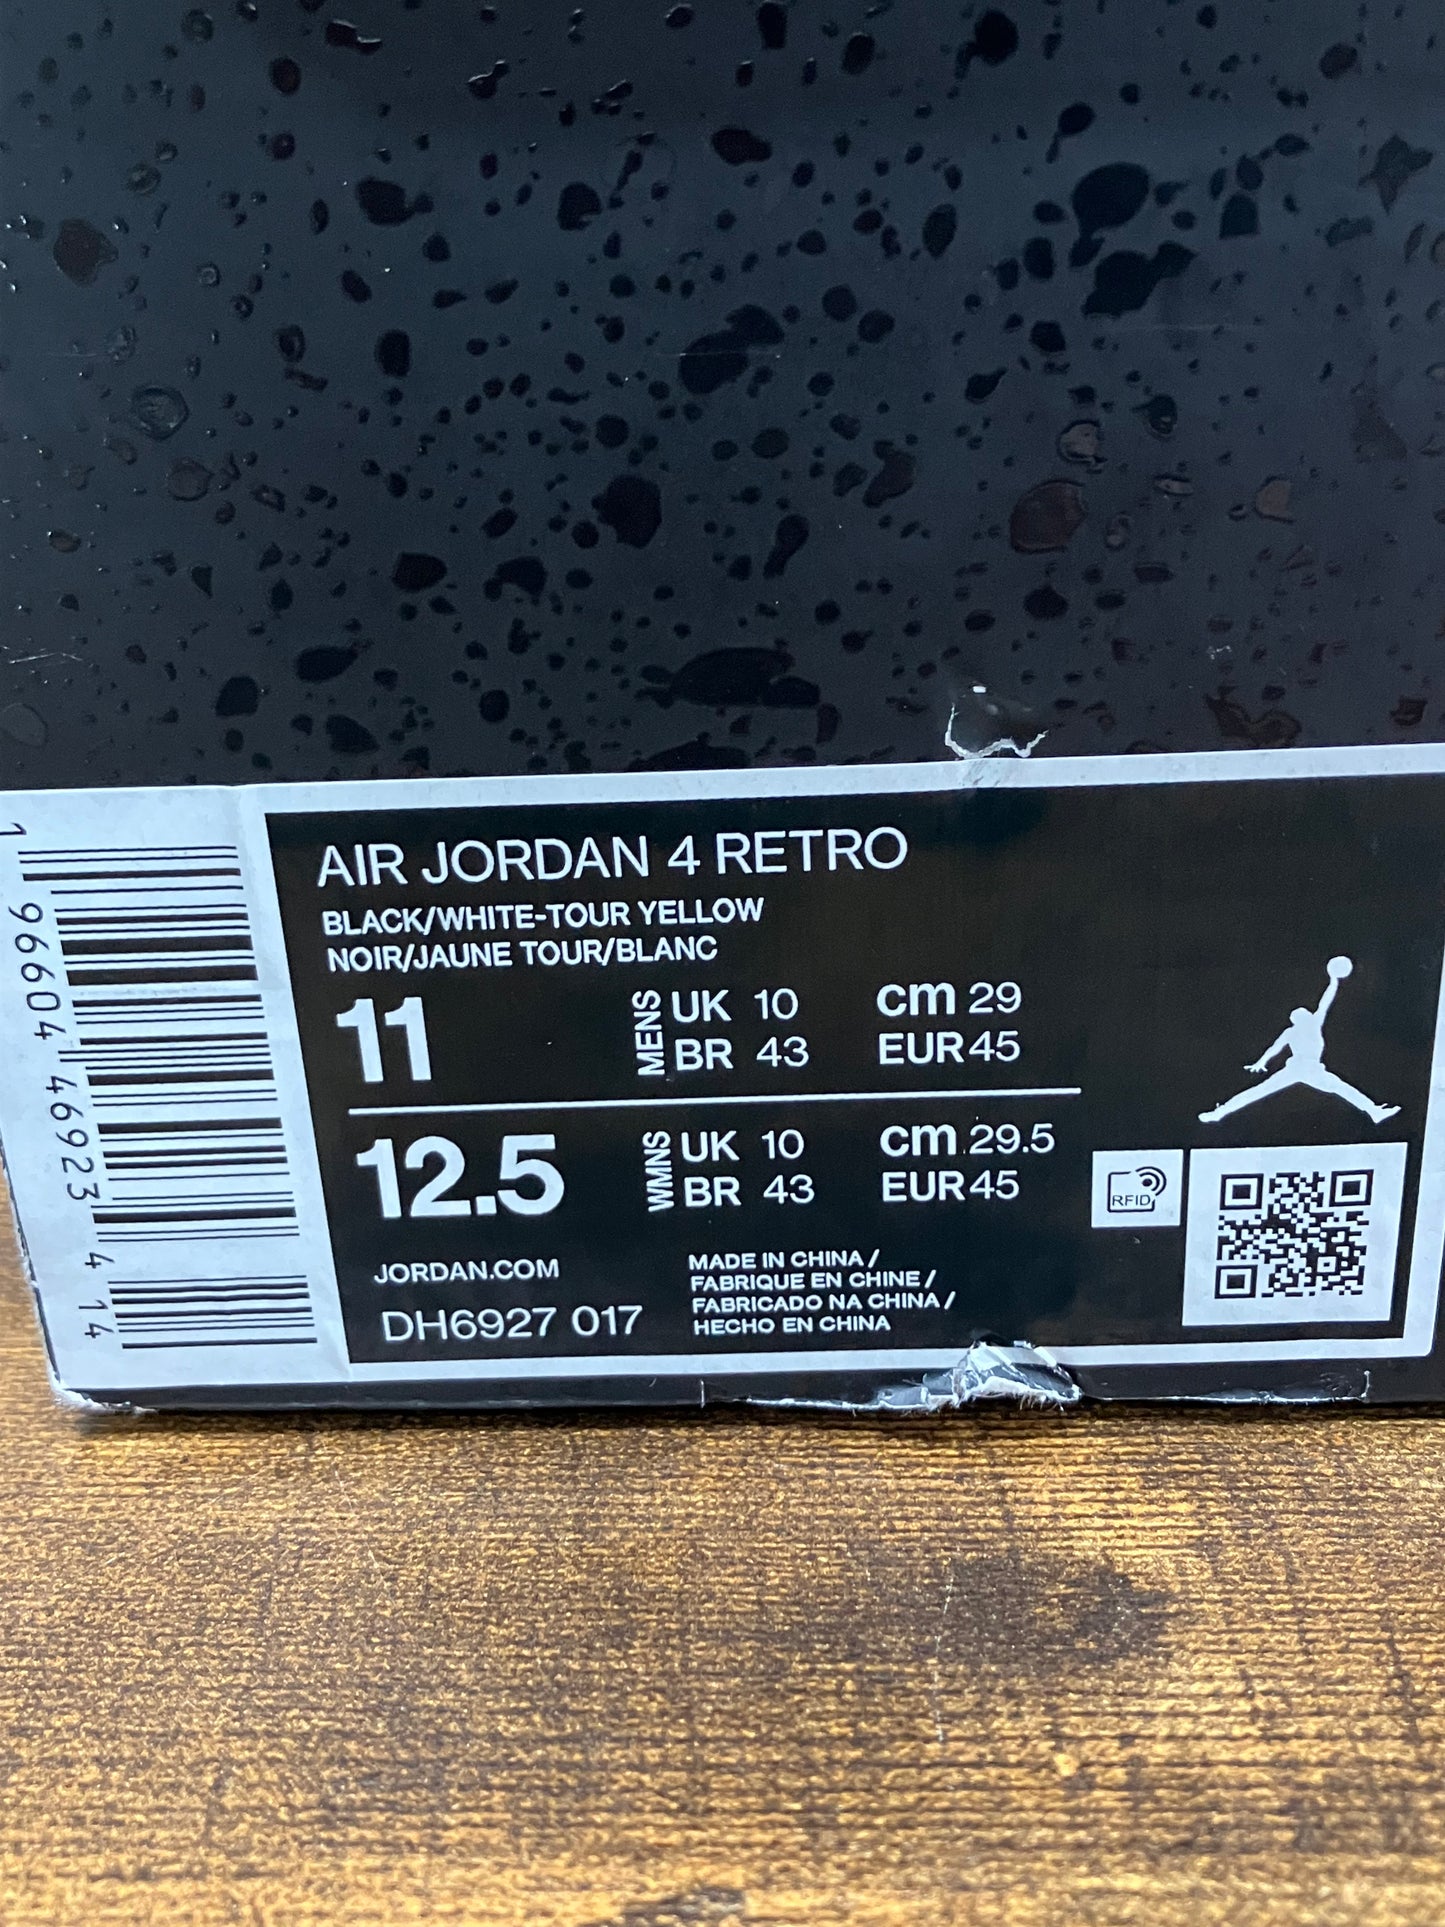 AIR JORDAN 4 RETRO
BLACK/WHITE-TOUR YELLOW
NOIR/JAUNE TOUR/BLANC
11 MENS UK 10 cm 29
BR 43 EUR 45
12.5 WMNS UK 10 cm 29.5
BR 43 EUR 45
RFID
JORDAN.COM
DH6927 017
MADE IN CHINA /
FABRIQUE EN CHINE /
FABRICADO NA CHINA /
HECHO EN CHINA
1 96604 46923 4 14